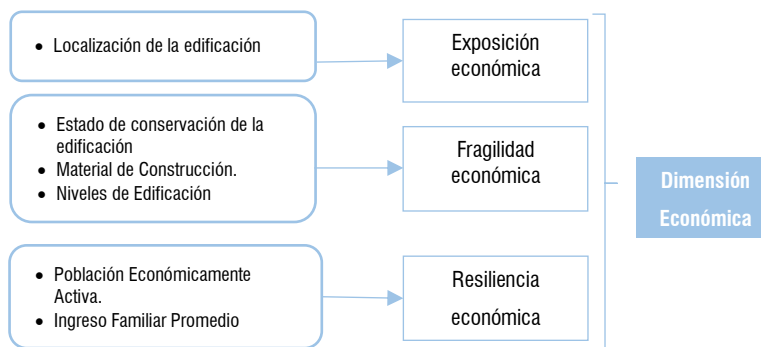 • Localización de la edificación
Exposición
económica
• Estado de conservación de la
edificación
• Material de Construcción.
• Niveles de Edificación
Fragilidad
económica
• Población Económicamente
Activa.
• Ingreso Familiar Promedio
Resiliencia
económica
Dimensión
Económica